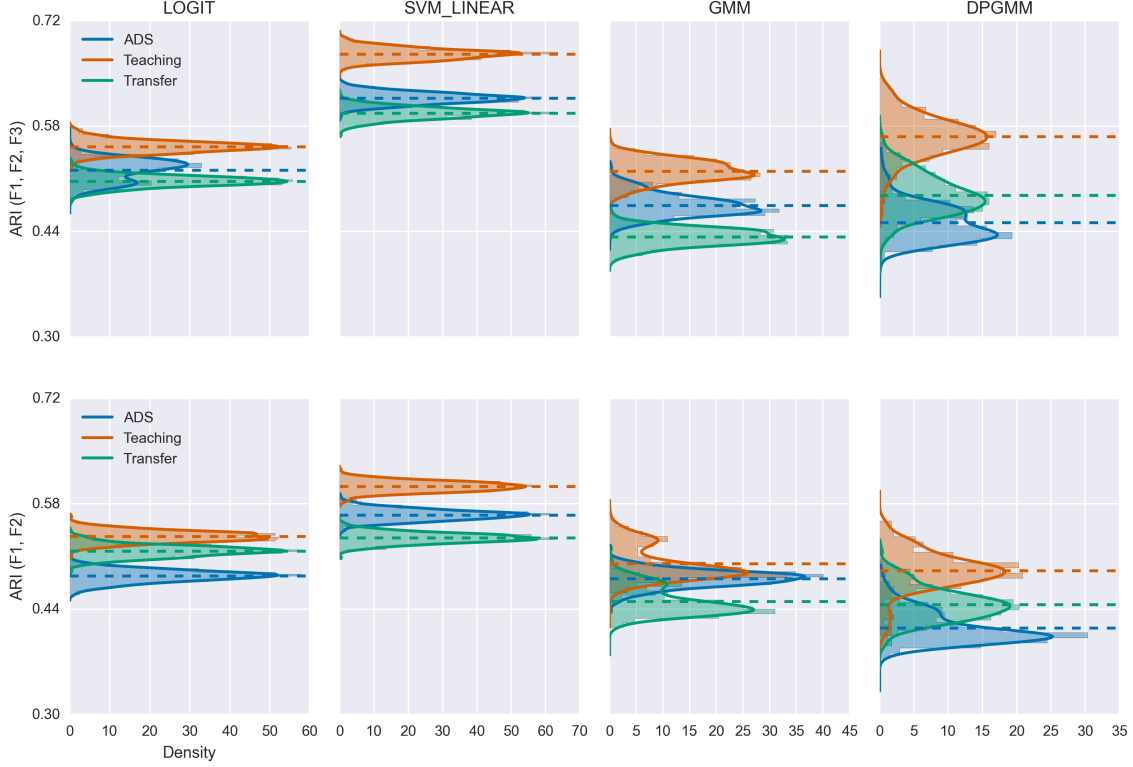 LOGIT SVM_LINEAR GMM DPGMM
0.72
ADS
Teaching
Transfer
0.58
ARI (F1, F2, F3)
0.44
0.30
0.72
ADS
Teaching
Transfer
0.58
ARI (F1, F2)
0.44
0.30
0 10 20 30 40 50 60 0 10 20 30 40 50 60 70 0 5 10 15 20 25 30 35 40 45 0 5 10 15 20 25 30 35
Density